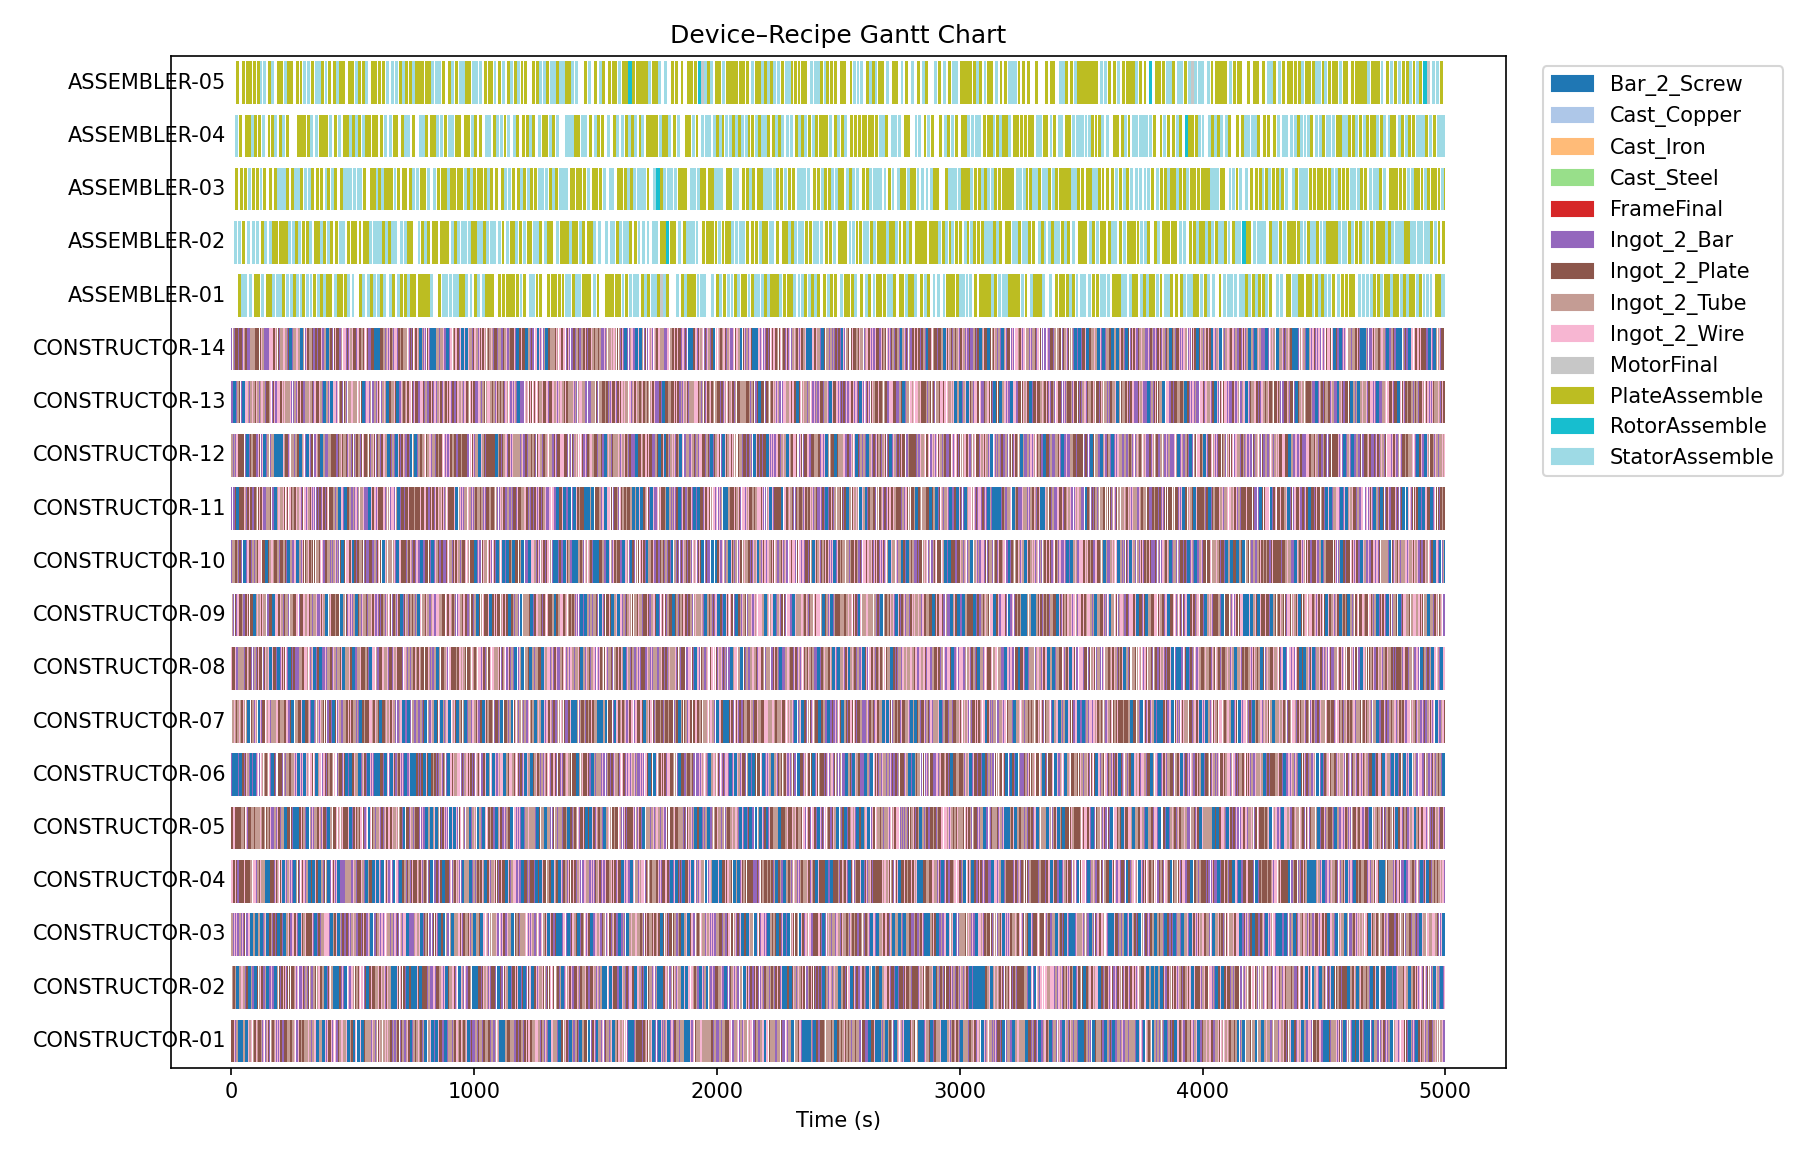 Device–Recipe Gantt Chart
ASSEMBLER-05
ASSEMBLER-04
ASSEMBLER-03
ASSEMBLER-02
ASSEMBLER-01
CONSTRUCTOR-14
CONSTRUCTOR-13
CONSTRUCTOR-12
CONSTRUCTOR-11
CONSTRUCTOR-10
CONSTRUCTOR-09
CONSTRUCTOR-08
CONSTRUCTOR-07
CONSTRUCTOR-06
CONSTRUCTOR-05
CONSTRUCTOR-04
CONSTRUCTOR-03
CONSTRUCTOR-02
CONSTRUCTOR-01
0 1000 2000 3000 4000 5000
Time (s)
Bar_2_Screw
Cast_Copper
Cast_Iron
Cast_Steel
FrameFinal
Ingot_2_Bar
Ingot_2_Plate
Ingot_2_Tube
Ingot_2_Wire
MotorFinal
PlateAssemble
RotorAssemble
StatorAssemble